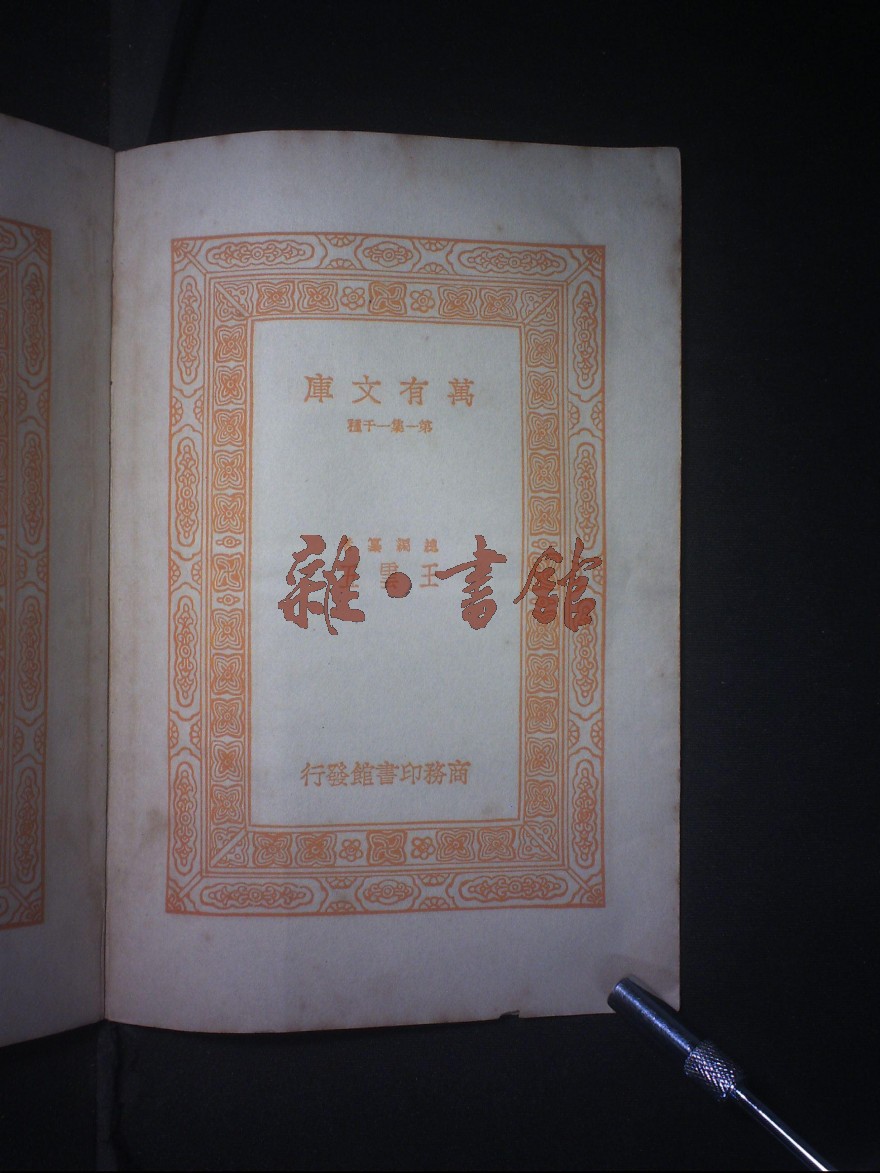 萬有文庫
第一集一千種
總編纂
王雲
商務印書館發行
雜·書館